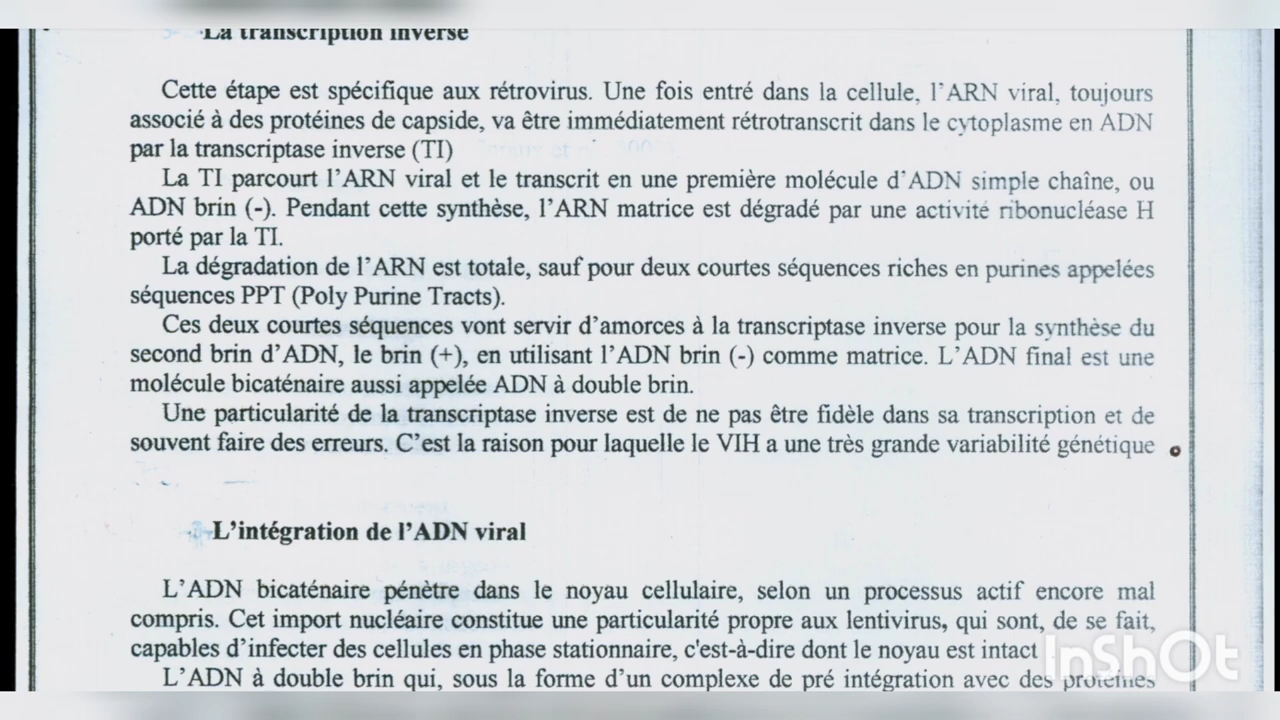 La transcription inverse
Cette étape est spécifique aux rétrovirus. Une fois entré dans la cellule, l'ARN viral, toujours
associé à des protéines de capside, va être immédiatement rétrotranscrit dans le cytoplasme en ADN
par la transcriptase inverse (TI)
La TI parcourt l'ARN viral et le transcrit en une première molécule d'ADN simple chaîne, ou
ADN brin (-). Pendant cette synthèse, l'ARN matrice est dégradé par une activité ribonucléase H
porté par la TI.
La dégradation de l'ARN est totale, sauf pour deux courtes séquences riches en purines appelées
séquences PPT (Poly Purine Tracts).
Ces deux courtes séquences vont servir d'amorces à la transcriptase inverse pour la synthèse du
second brin d'ADN, le brin (+), en utilisant l'ADN brin (-) comme matrice. L'ADN final est une
molécule bicaténaire aussi appelée ADN à double brin.
Une particularité de la transcriptase inverse est de ne pas être fidèle dans sa transcription et de
souvent faire des erreurs. C'est la raison pour laquelle le VIH a une très grande variabilité génétique
L'intégration de l'ADN viral
L'ADN bicaténaire pénètre dans le noyau cellulaire, selon un processus actif encore mal
compris. Cet import nucléaire constitue une particularité propre aux lentivirus, qui sont, de se fait,
capables d'infecter des cellules en phase stationnaire, c'est-à-dire dont le noyau est intact
L'ADN à double brin qui, sous la forme d'un complexe de pré intégration avec des protéines
InShOt